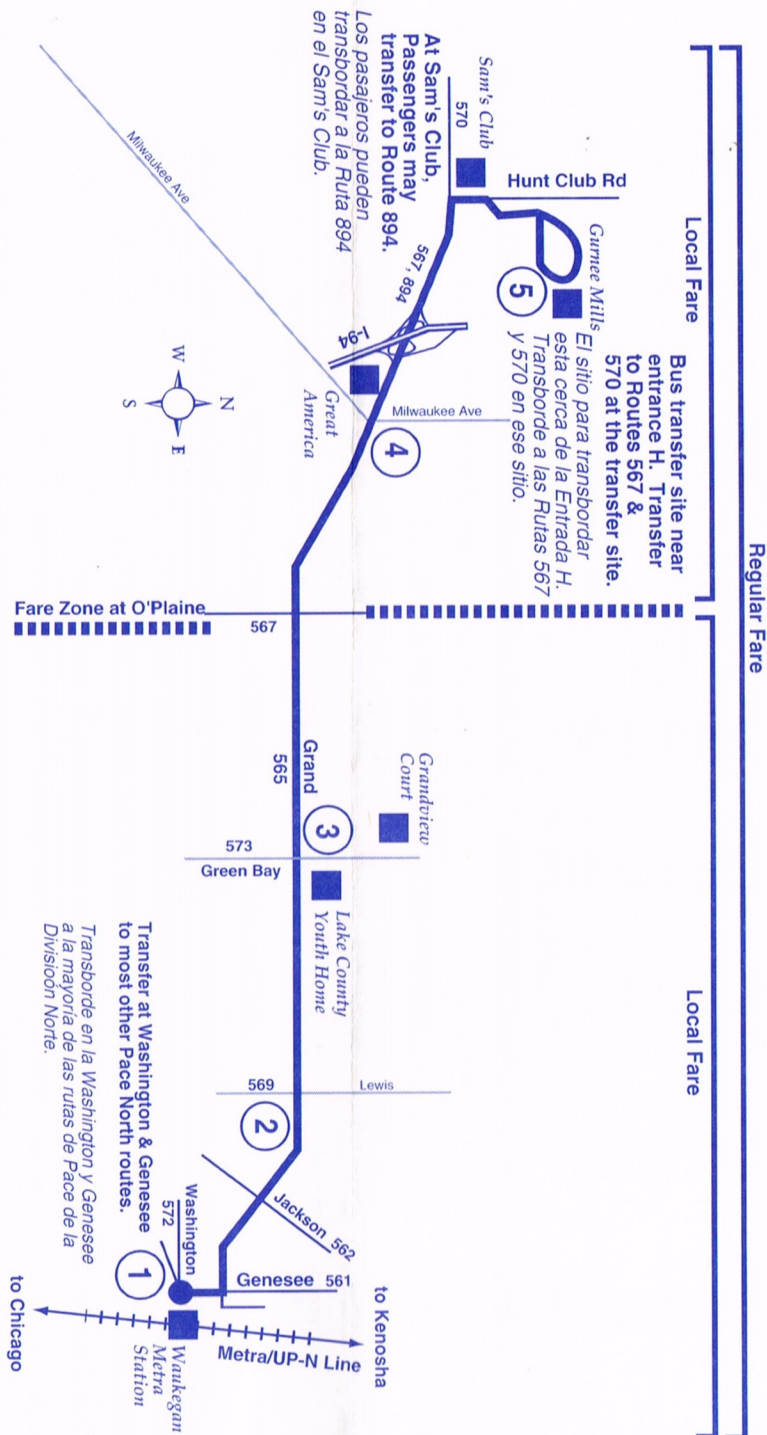 Regular Fare
Local Fare
Local Fare
Sam's Club
570
Hunt Club Rd
Gurnee Mills
5
At Sam's Club,
Passengers may
transfer to Route 894.
Los pasajeros pueden
transbordar a la Ruta 894
en el Sam's Club.
Bus transfer site near
entrance H. Transfer
to Routes 567 &
570 at the transfer site.
El sitio para transbordar
esta cerca de la Entrada H.
Transborde a las Rutas 567
y 570 en ese sitio.
567, 894
I-94
Milwaukee Ave
Great
America
Milwaukee Ave
4
N
W
E
S
Fare Zone at O'Plaine
567
Grand
565
Grandview
Court
3
573
Green Bay
Lake County
Youth Home
569
Lewis
2
Jackson 562
Transfer at Washington & Genesee
to most other Pace North routes.
Transborde en la Washington y Genesee
a la mayoría de las rutas de Pace de la
Divisioón Norte.
Washington
572
1
Genesee 561
to Kenosha
Metra/UP-N Line
Waukegan
Metra
Station
to Chicago